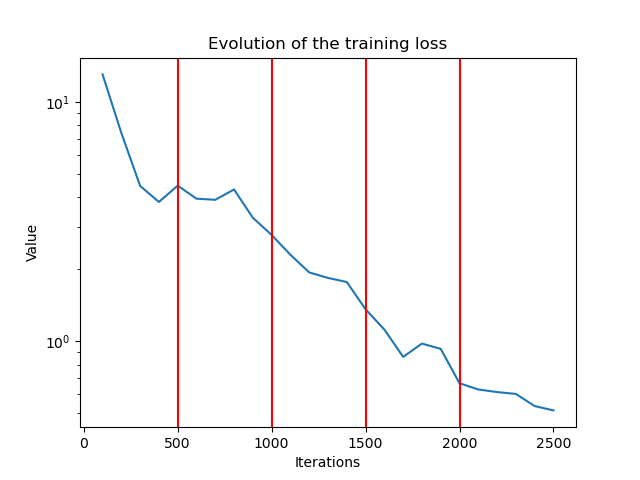 Evolution of the training loss
Value
10¹
10⁰
0 500 1000 1500 2000 2500
Iterations